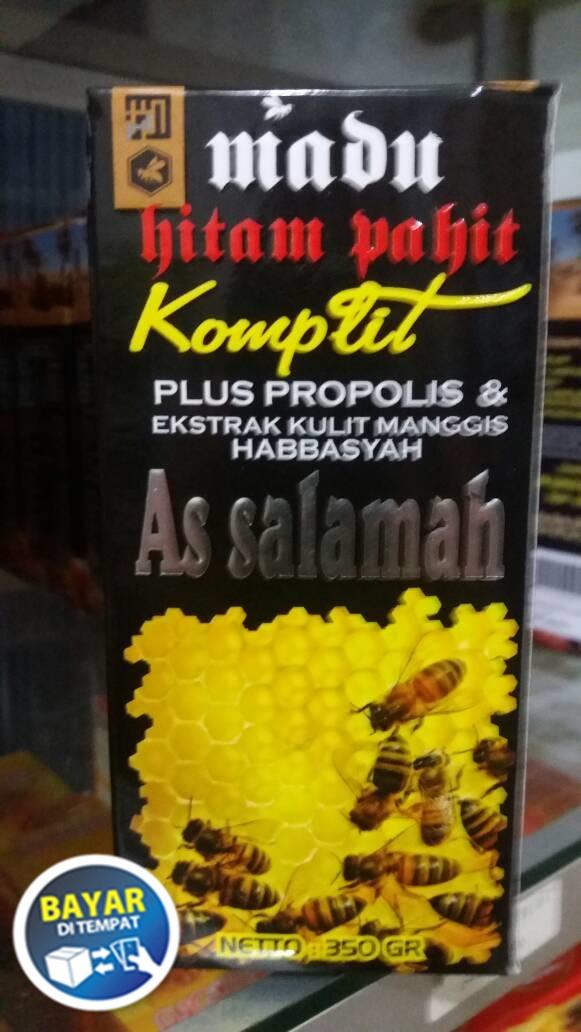 madu
hitam pahit
Komplit
PLUS PROPOLIS &
EKSTRAK KULIT MANGGIS
HABBASYAH
As salamah
NETTO : 350 GR
BAYAR
DI TEMPAT